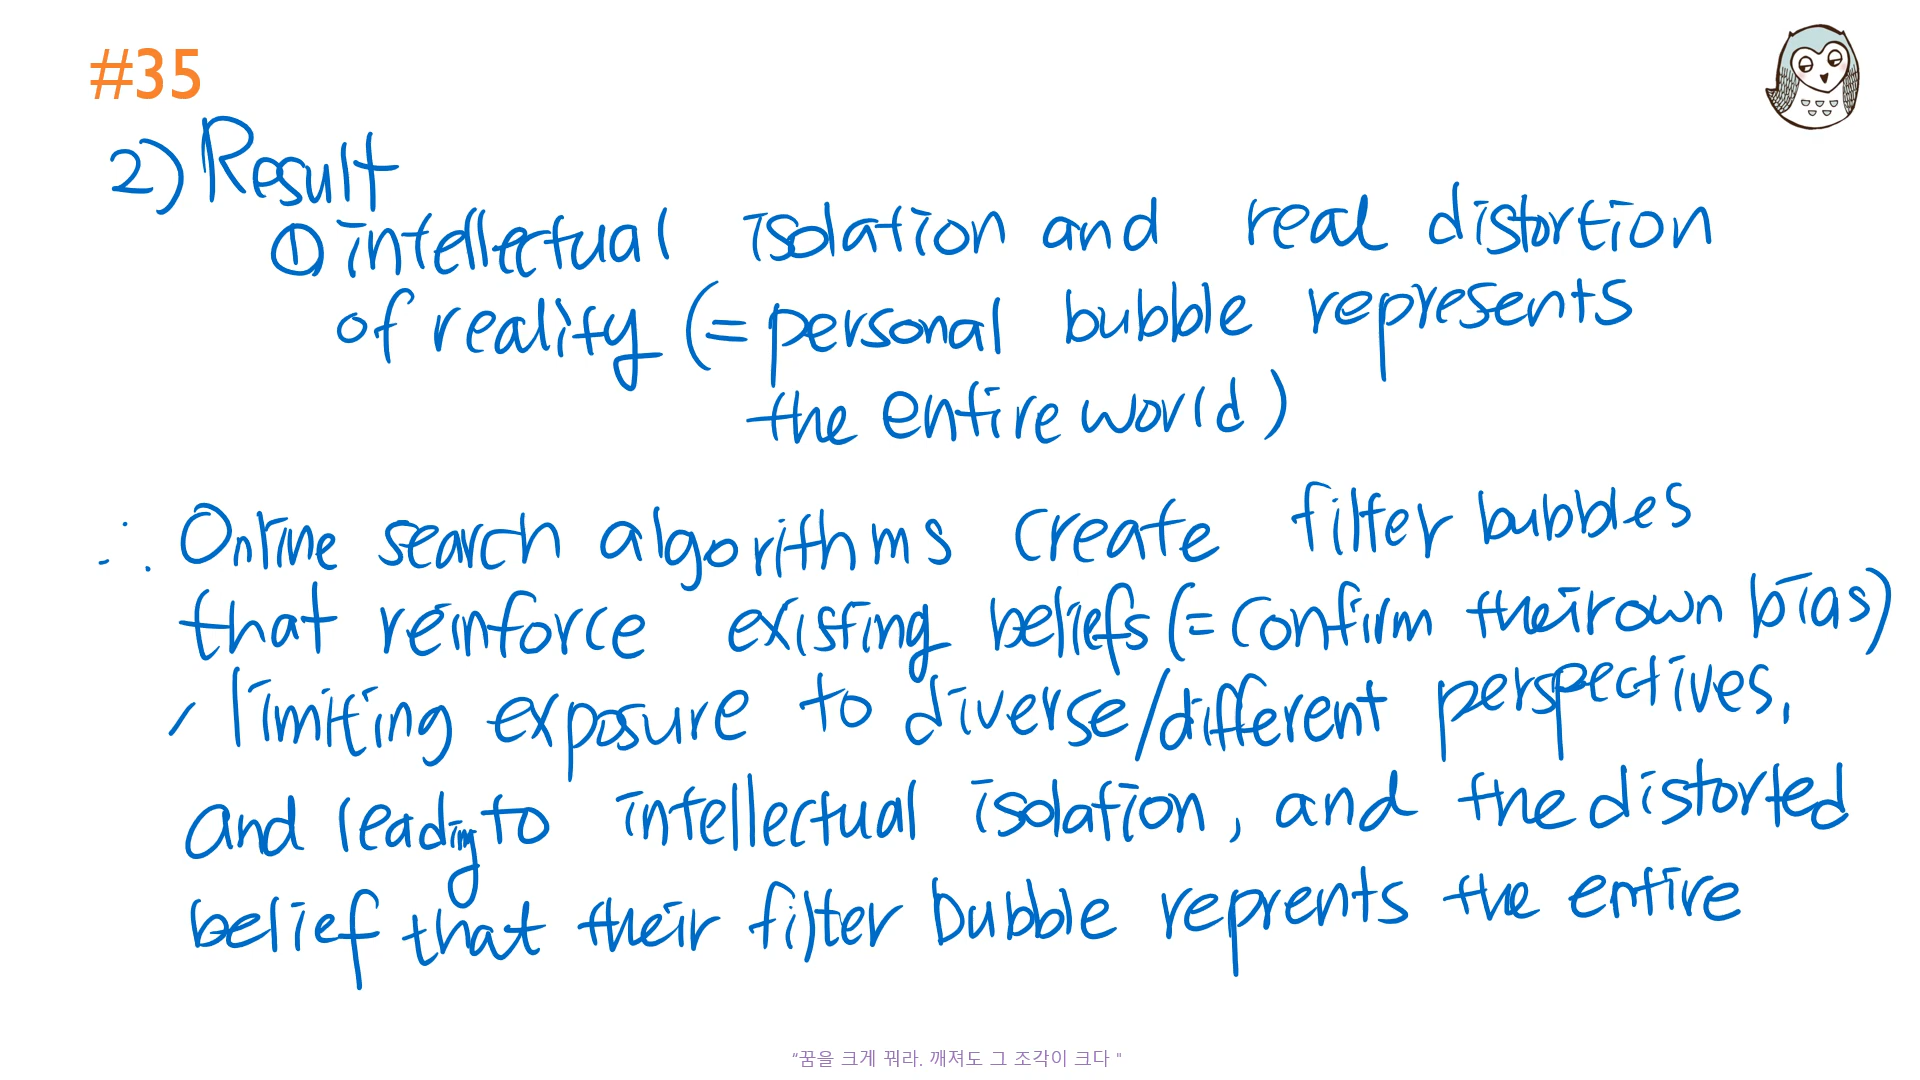 #35
2) Result
① intellectual isolation and real distortion
of reality (= personal bubble represents
the entire world)
∴ Online search algorithms create filter bubbles
that reinforce existing beliefs (= confirm their own bias)
, limiting exposure to diverse/different perspectives,
and leading to intellectual isolation, and the distorted
belief that their filter bubble reprents the entire
“꿈을 크게 꿔라. 깨져도 그 조각이 크다 "